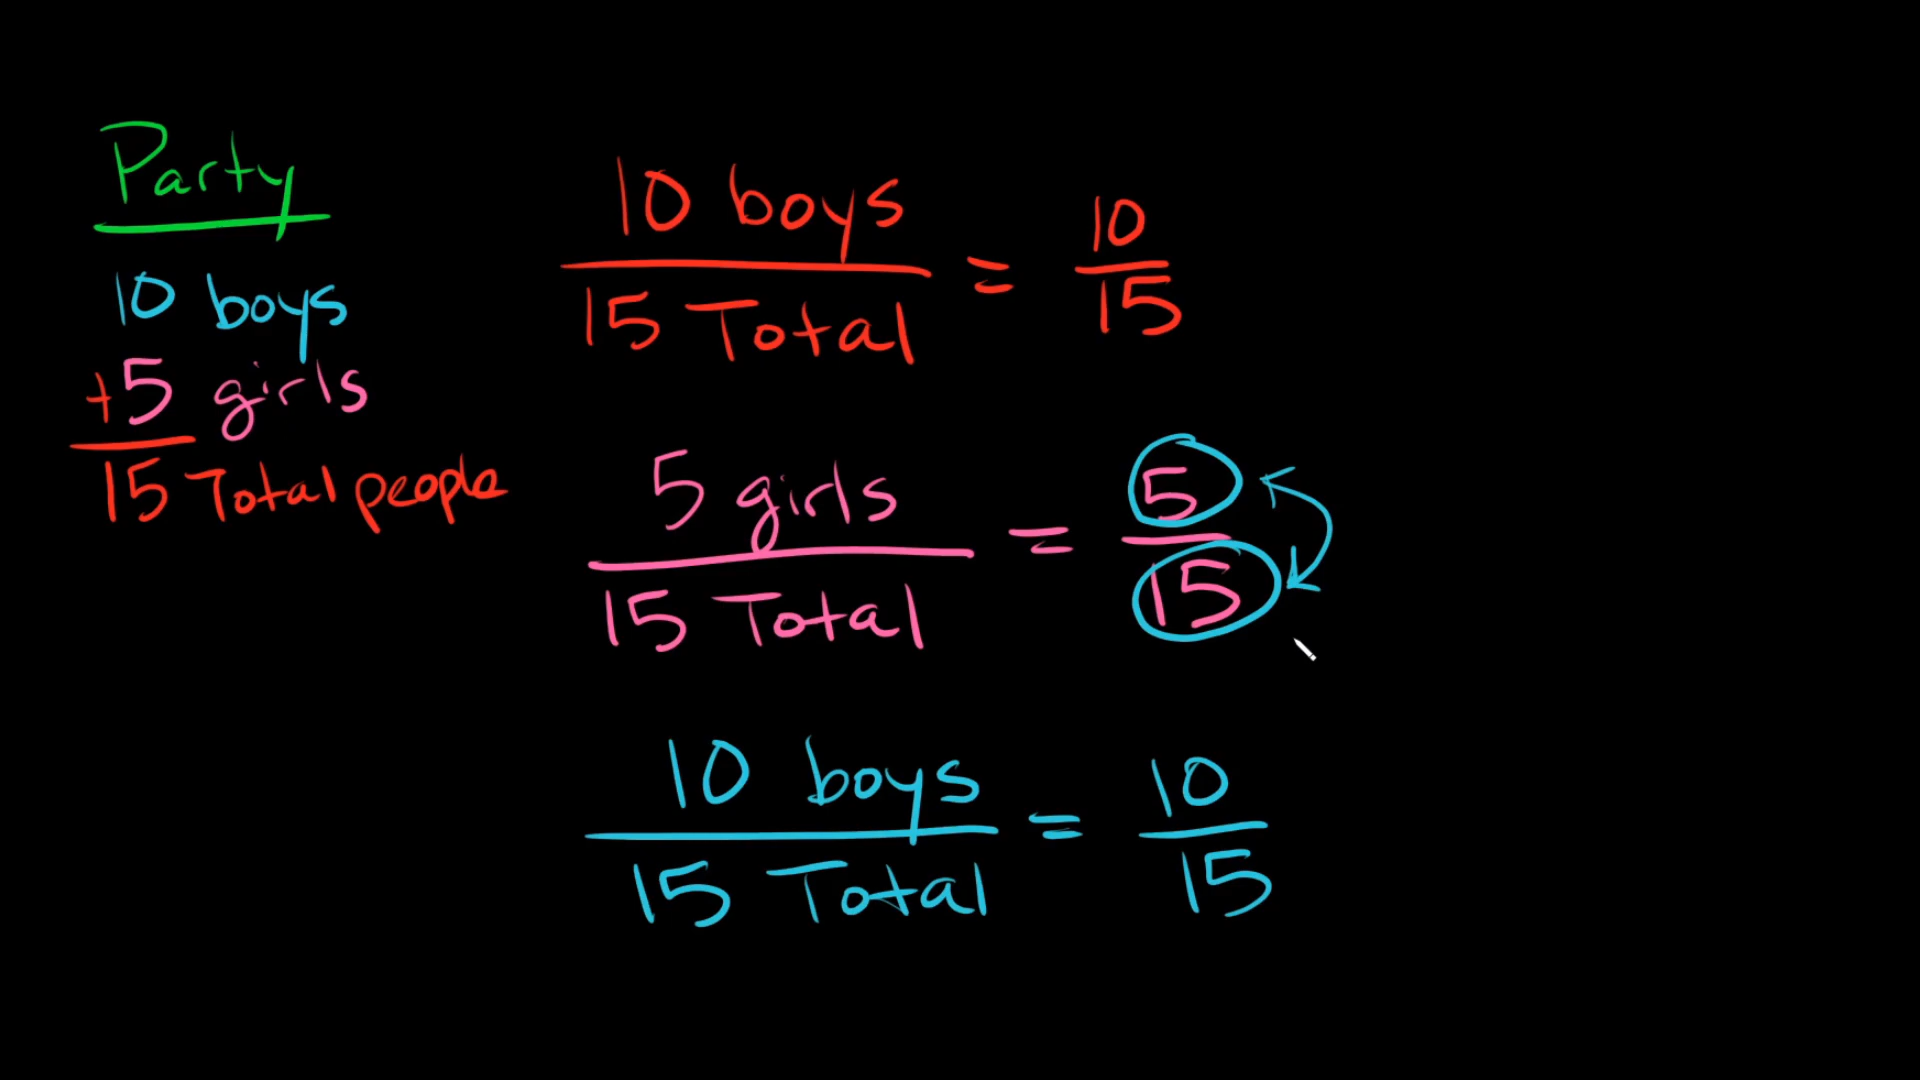 Party
10 boys
+5 girls
15 Total people
10 boys
15 Total
=
10
15
5 girls
15 Total
=
5
15
10 boys
15 Total
=
10
15